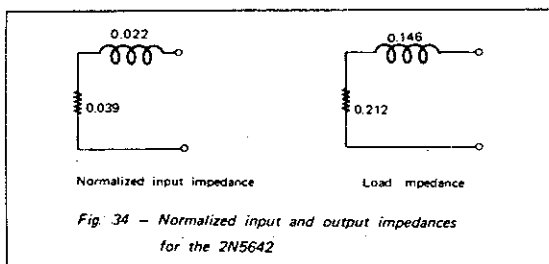 0.022
0.146
0.039
0.212
Normalized input impedance
Load mpedance
Fig. 34 – Normalized input and output impedances
for the 2N5642